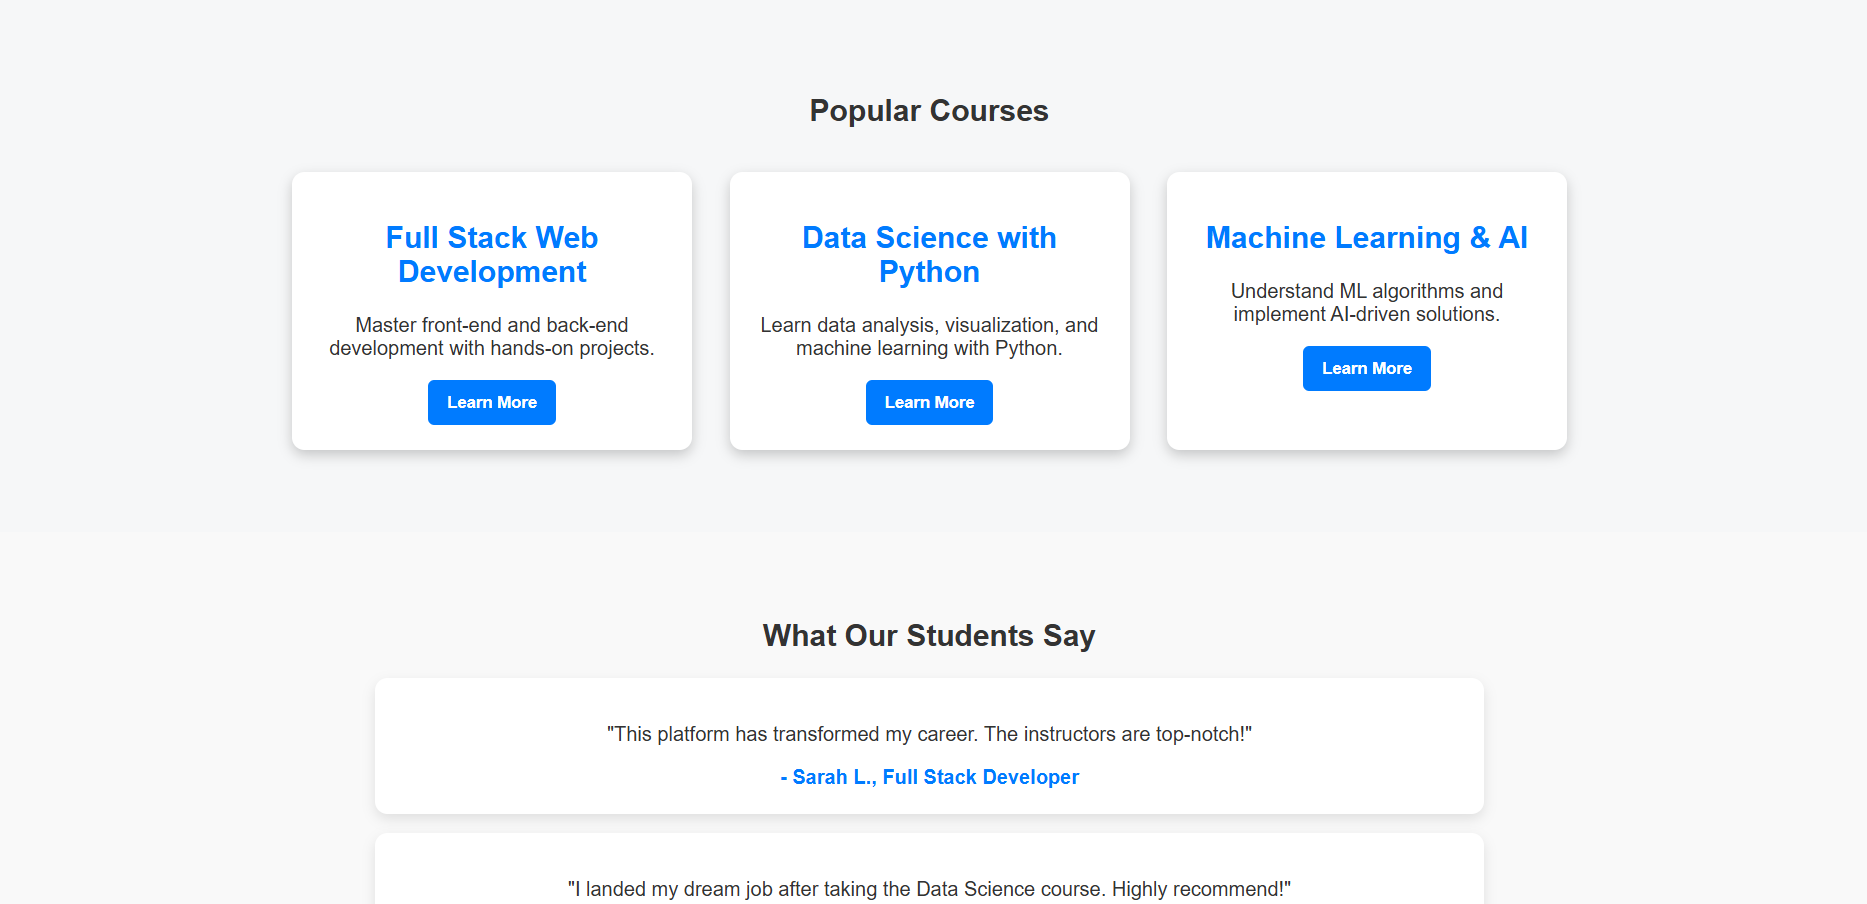 Popular Courses
Full Stack Web
Development
Master front-end and back-end
development with hands-on projects.
Learn More
Data Science with
Python
Learn data analysis, visualization, and
machine learning with Python.
Learn More
Machine Learning & AI
Understand ML algorithms and
implement AI-driven solutions.
Learn More
What Our Students Say
"This platform has transformed my career. The instructors are top-notch!"
- Sarah L., Full Stack Developer
"I landed my dream job after taking the Data Science course. Highly recommend!"